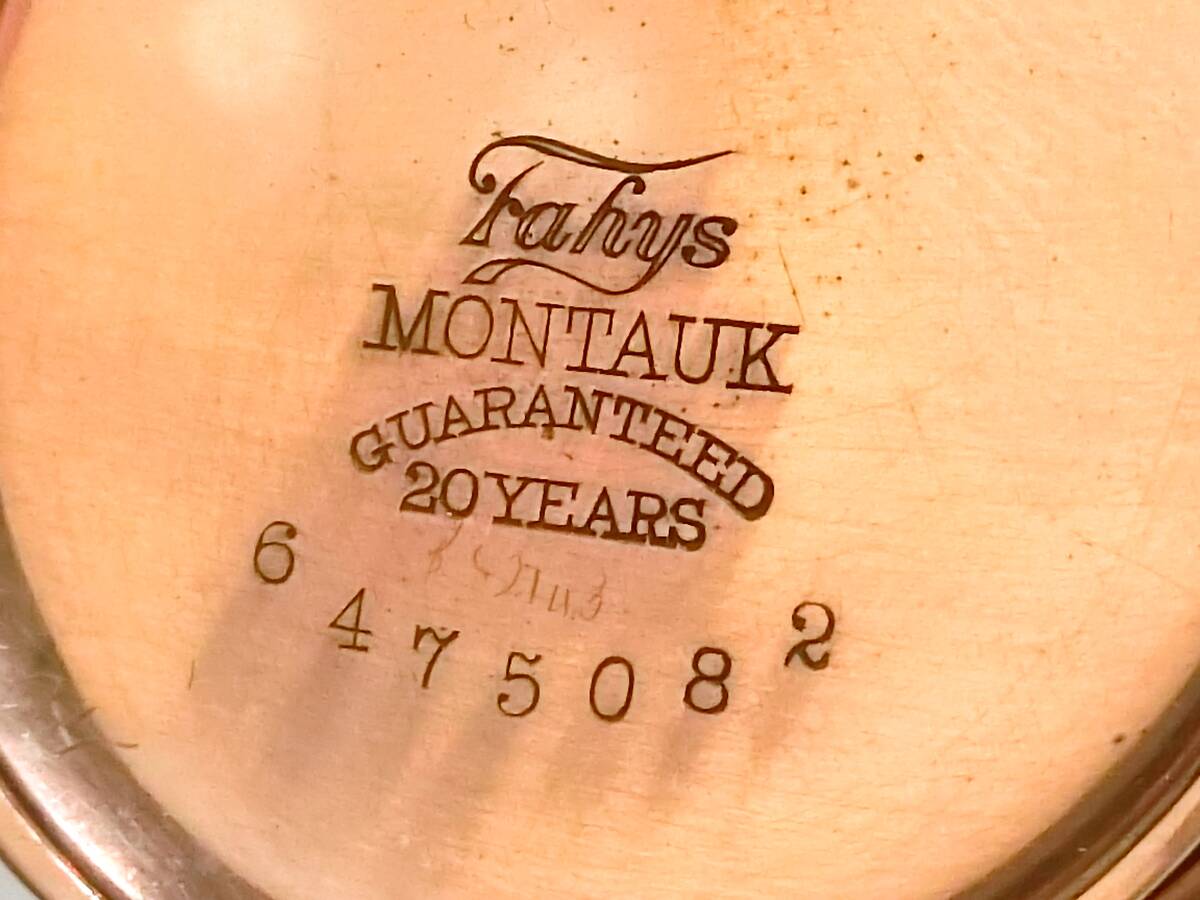 Fahys
MONTAUK
GUARANTEED
20 YEARS
6475082